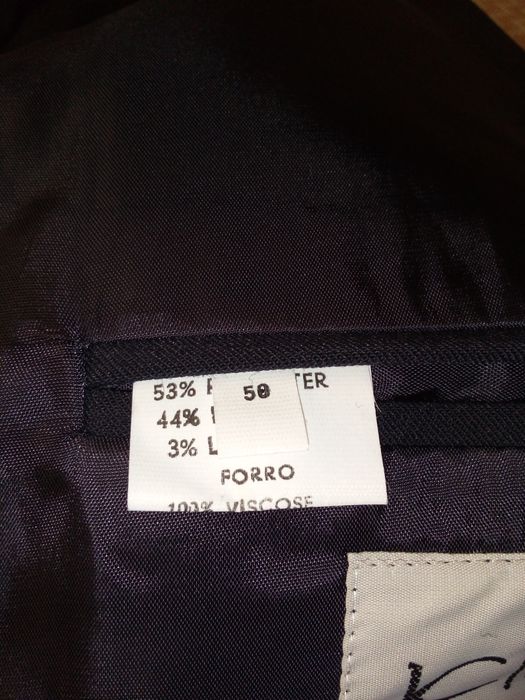 53% P TER
50
44%
3% L
FORRO
100% VISCOSE